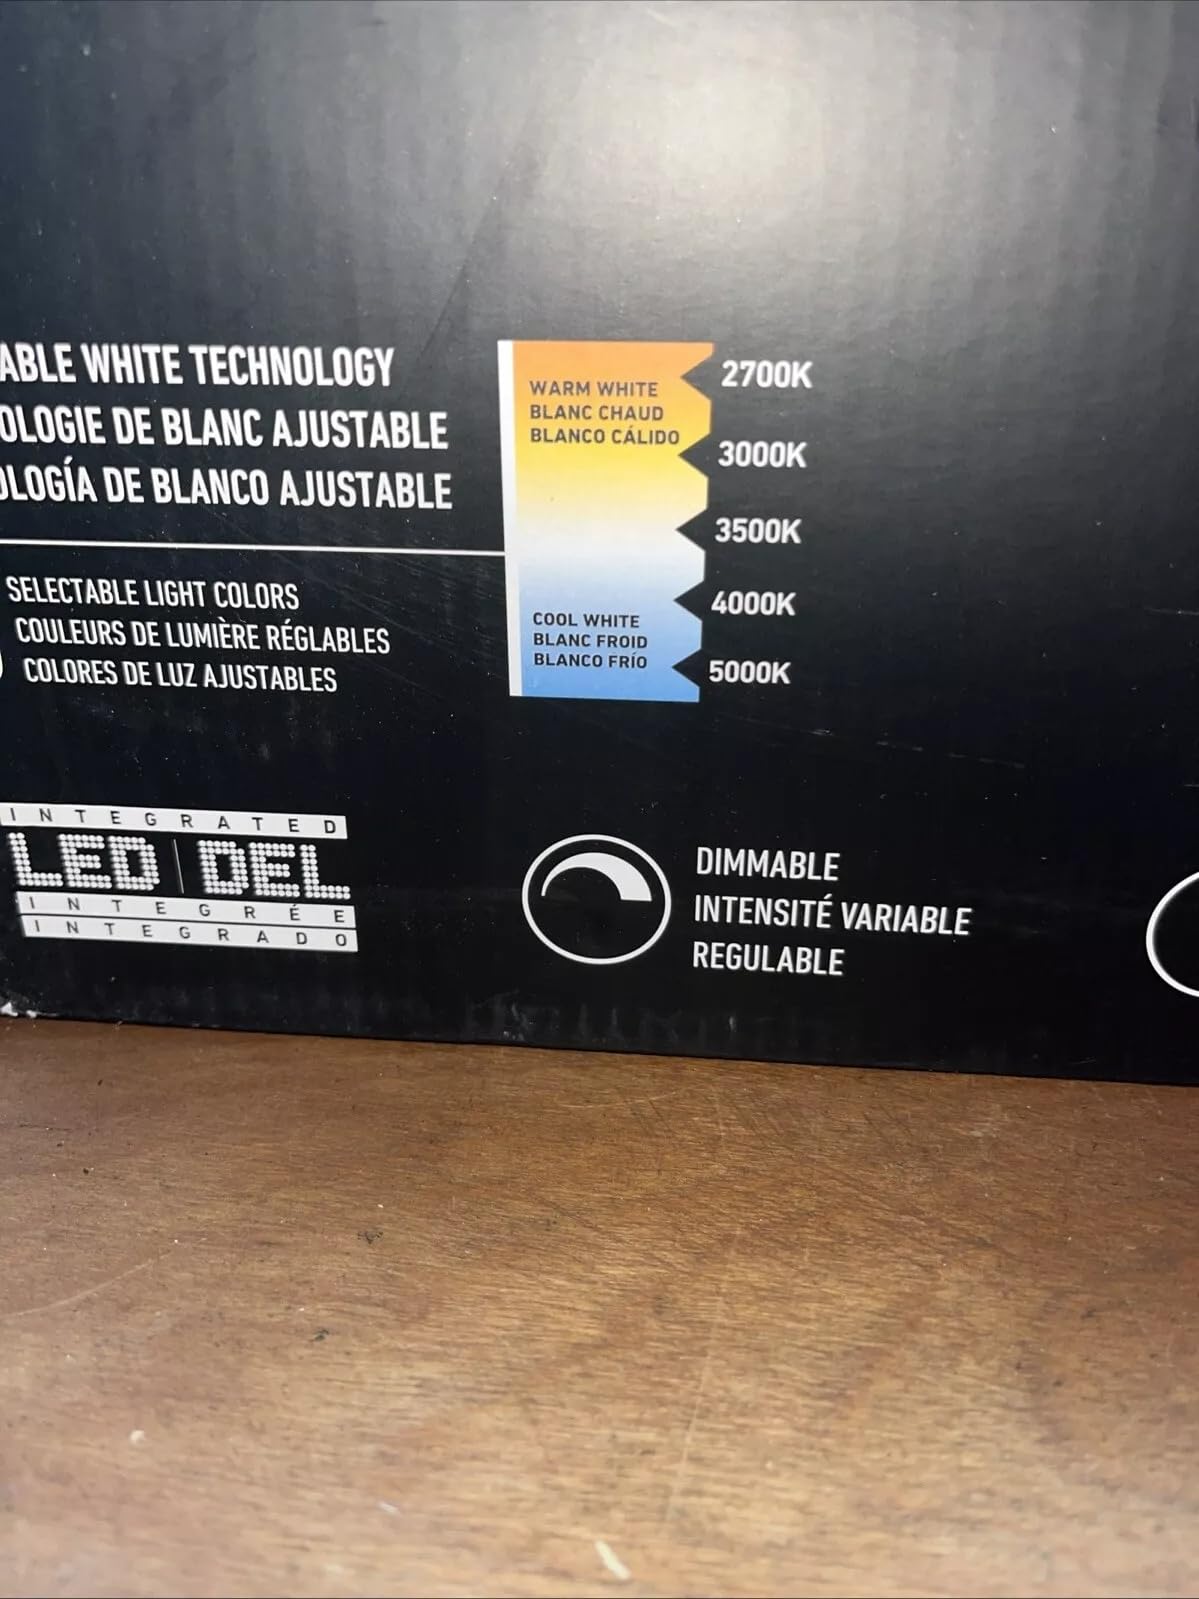 ABLE WHITE TECHNOLOGY
OLOGIE DE BLANC AJUSTABLE
OLOGÍA DE BLANCO AJUSTABLE
SELECTABLE LIGHT COLORS
COULEURS DE LUMIÈRE RÉGLABLES
COLORES DE LUZ AJUSTABLES
WARM WHITE
BLANC CHAUD
BLANCO CÁLIDO
COOL WHITE
BLANC FROID
BLANCO FRÍO
2700K
3000K
3500K
4000K
5000K
INTEGRATED
LED | DEL
INTEGRÉE
INTEGRADO
DIMMABLE
INTENSITÉ VARIABLE
REGULABLE